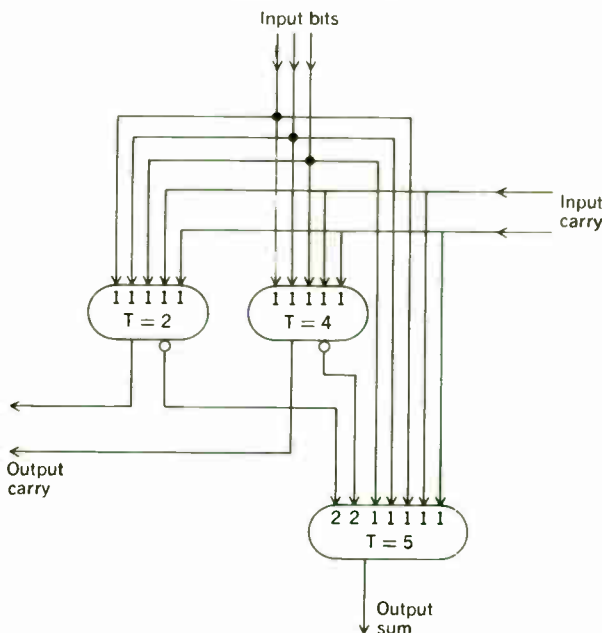 Input bits
Input
carry
1 1 1 1 1
T = 2
1 1 1 1 1
T = 4
Output
carry
2 2 1 1 1 1 1
T = 5
Output
sum